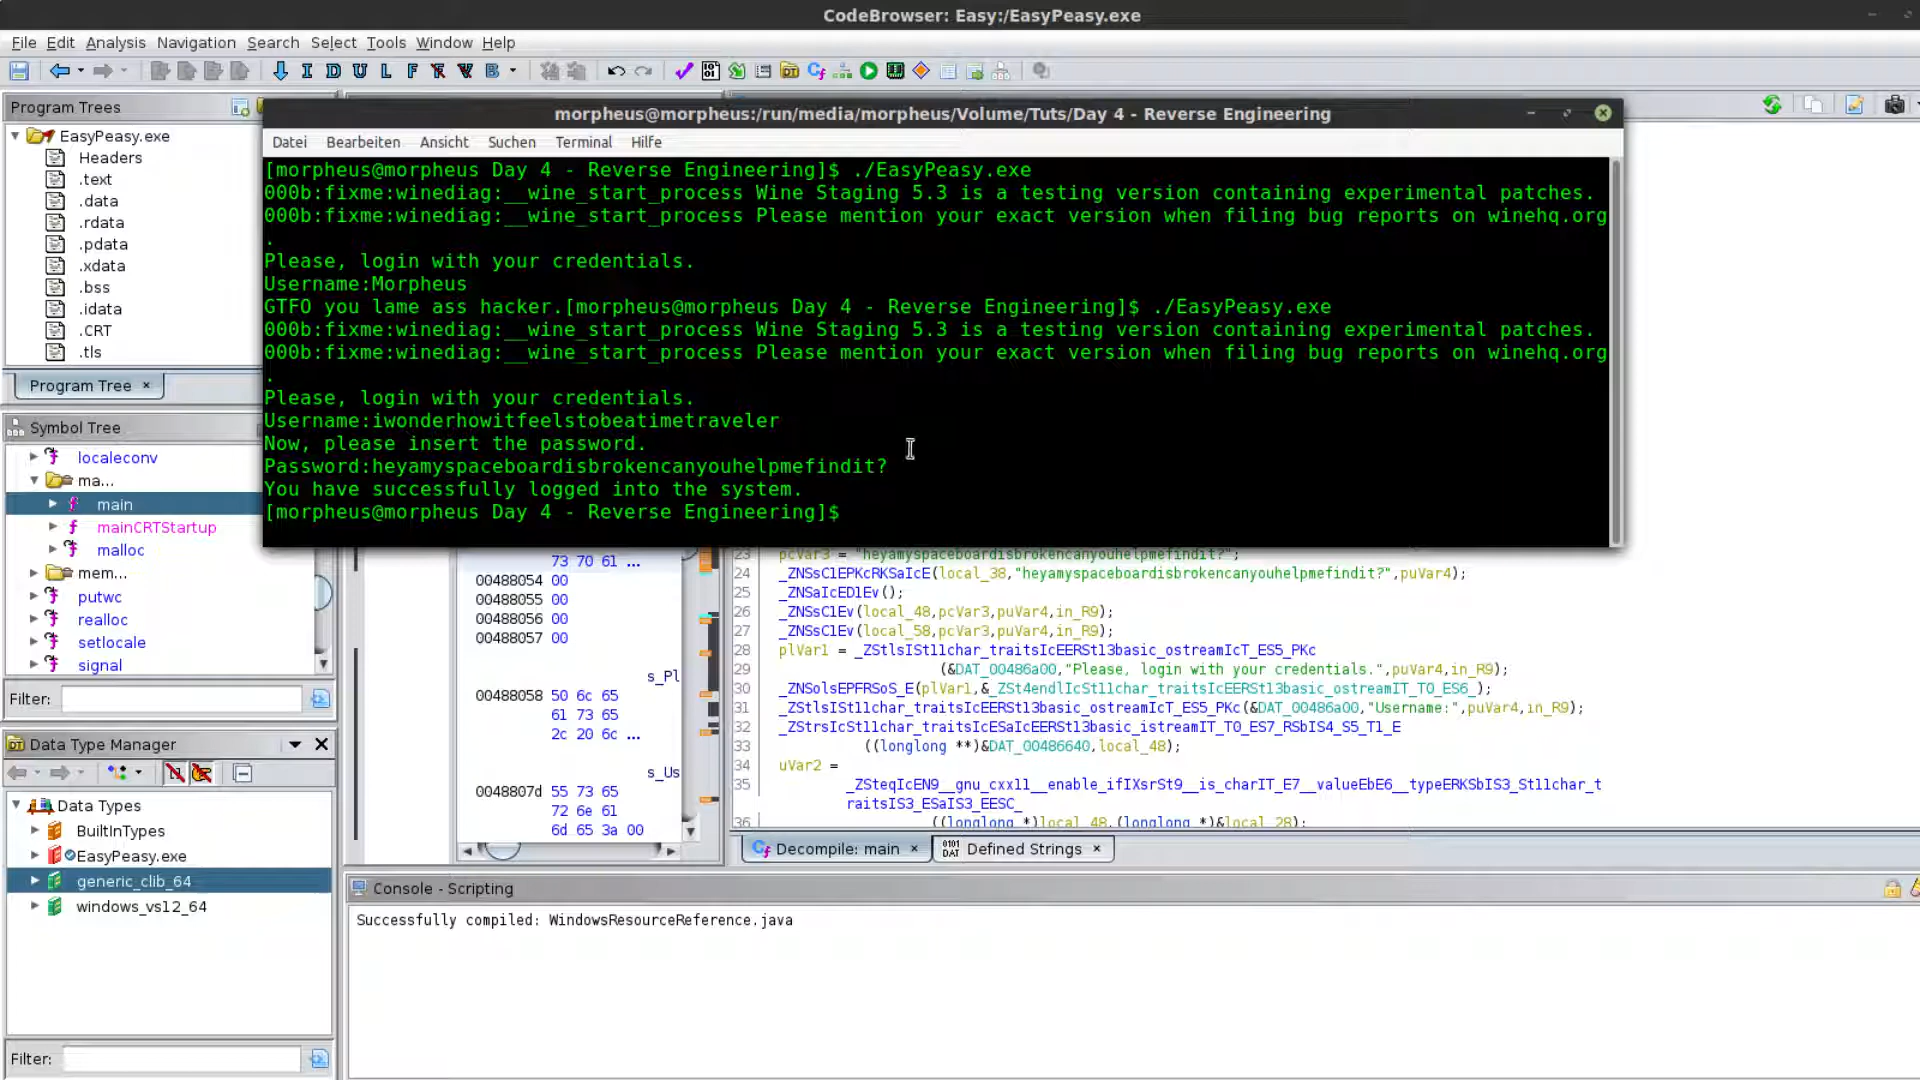 CodeBrowser: Easy:/EasyPeasy.exe
File Edit Analysis Navigation Search Select Tools Window Help
Program Trees
EasyPeasy.exe
Headers
.text
.data
.rdata
.pdata
.xdata
.bss
.idata
.CRT
.tls
Program Tree ×
morpheus@morpheus:/run/media/morpheus/Volume/Tuts/Day 4 - Reverse Engineering
Datei Bearbeiten Ansicht Suchen Terminal Hilfe
[morpheus@morpheus Day 4 - Reverse Engineering]$ ./EasyPeasy.exe
000b:fixme:winediag:__wine_start_process Wine Staging 5.3 is a testing version containing experimental patches.
000b:fixme:winediag:__wine_start_process Please mention your exact version when filing bug reports on winehq.org
.
Please, login with your credentials.
Username:Morpheus
GTFO you lame ass hacker.[morpheus@morpheus Day 4 - Reverse Engineering]$ ./EasyPeasy.exe
000b:fixme:winediag:__wine_start_process Wine Staging 5.3 is a testing version containing experimental patches.
000b:fixme:winediag:__wine_start_process Please mention your exact version when filing bug reports on winehq.org
.
Please, login with your credentials.
Username:iwonderhowitfeelstobeatimetraveler
Now, please insert the password.
Password:heyamyspaceboardisbrokencanyouhelpmefindit?
You have successfully logged into the system.
[morpheus@morpheus Day 4 - Reverse Engineering]$
Symbol Tree
localeconv
ma...
main
mainCRTStartup
malloc
mem...
putwc
realloc
setlocale
signal
Filter:
Data Type Manager
Data Types
BuiltInTypes
EasyPeasy.exe
generic_clib_64
windows_vs12_64
Filter:
73 70 61 ...
00488054 00
00488055 00
00488056 00
00488057 00
s_Pl
00488058 50 6c 65
61 73 65
2c 20 6c ...
s_Us
0048807d 55 73 65
72 6e 61
6d 65 3a 00
23 pcVar3 = "heyamyspaceboardisbrokencanyouhelpmefindit?";
24 _ZNSsC1EPKcRKSaIcE(local_38,"heyamyspaceboardisbrokencanyouhelpmefindit?",puVar4);
25 _ZNSaIcED1Ev();
26 _ZNSsC1Ev(local_48,pcVar3,puVar4,in_R9);
27 _ZNSsC1Ev(local_58,pcVar3,puVar4,in_R9);
28 plVar1 = _ZStlsISt11char_traitsIcEERSt13basic_ostreamIcT_ES5_PKc
29 (&DAT_00486a00,"Please, login with your credentials.",puVar4,in_R9);
30 _ZNSolsEPFRSoS_E(plVar1,&_ZSt4endlIcSt11char_traitsIcEERSt13basic_ostreamIT_T0_ES6_);
31 _ZStlsISt11char_traitsIcEERSt13basic_ostreamIcT_ES5_PKc(&DAT_00486a00,"Username:",puVar4,in_R9);
32 _ZStrsIcSt11char_traitsIcESaIcEERSt13basic_istreamIT_T0_ES7_RSbIS4_S5_T1_E
33 ((longlong **)&DAT_00486640,local_48);
34 uVar2 =
35 _ZSteqIcEN9__gnu_cxx11__enable_ifIXsrSt9__is_charIT_E7__valueEbE6__typeERKSbIS3_St11char_t
raitsIS3_ESaIS3_EESC_
36 ((longlong *)local_48,(longlong *)&local_28);
Decompile: main × Defined Strings ×
Console - Scripting
Successfully compiled: WindowsResourceReference.java